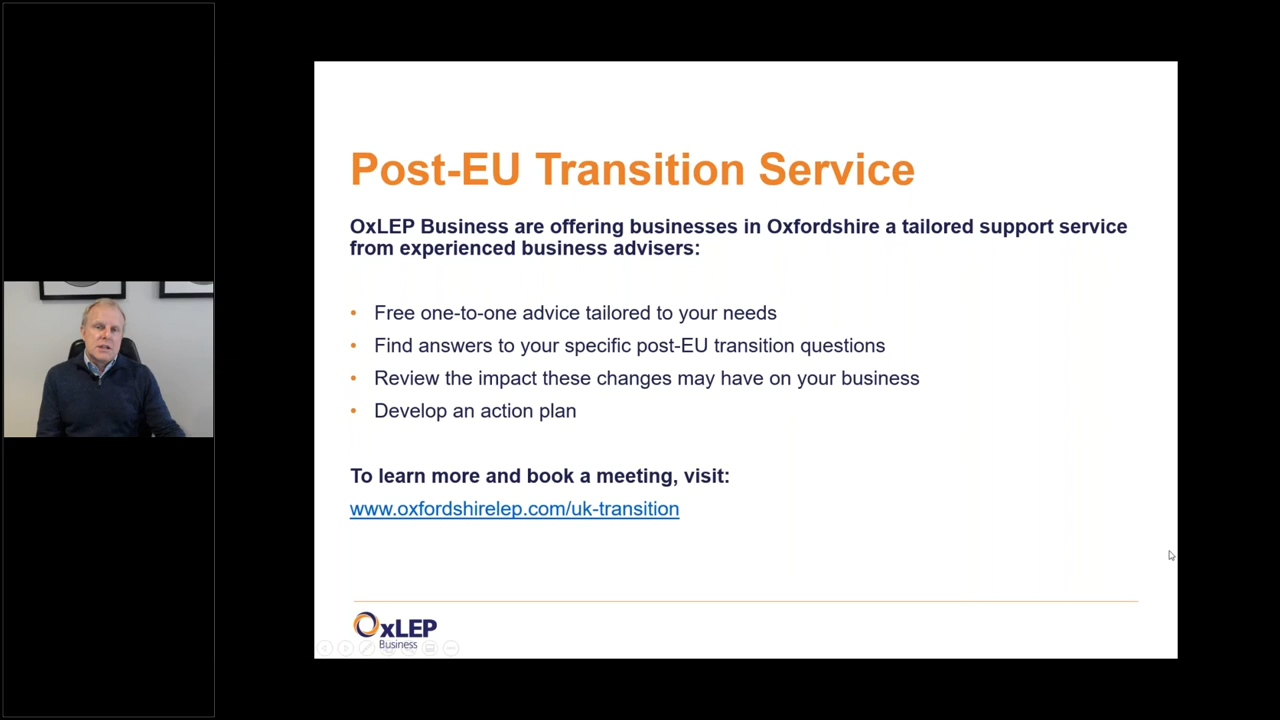 Post-EU Transition Service
OxLEP Business are offering businesses in Oxfordshire a tailored support service
from experienced business advisers:
• Free one-to-one advice tailored to your needs
• Find answers to your specific post-EU transition questions
• Review the impact these changes may have on your business
• Develop an action plan
To learn more and book a meeting, visit:
www.oxfordshirelep.com/uk-transition
OxLEP
Business